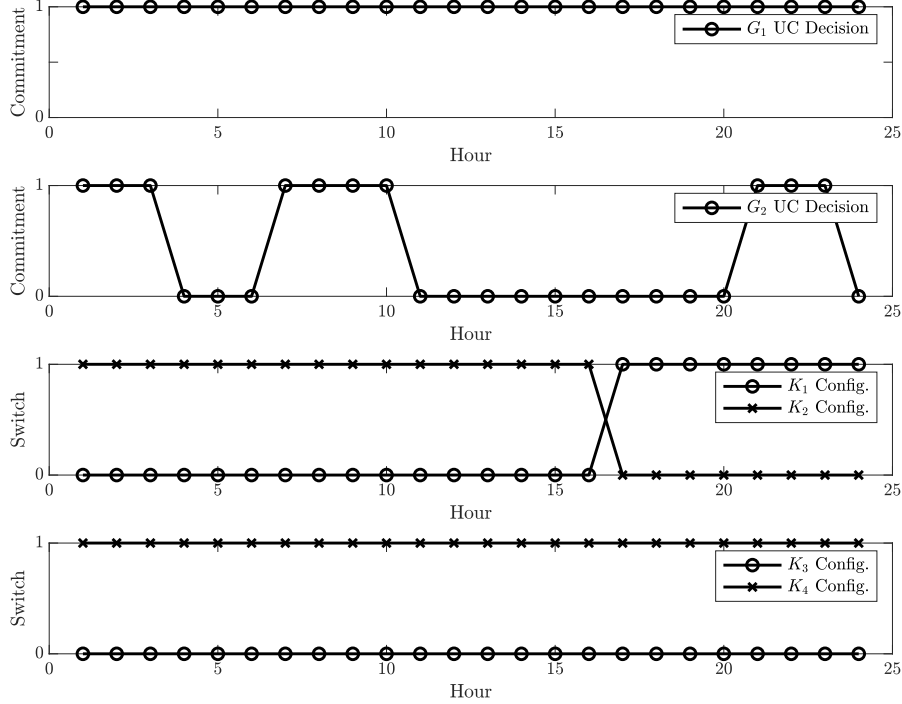 1
0
Commitment
G₁ UC Decision
0 5 10 15 20 25
Hour
1
0
Commitment
G₂ UC Decision
0 5 10 15 20 25
Hour
1
0
Switch
K₁ Config.
K₂ Config.
0 5 10 15 20 25
Hour
1
0
Switch
K₃ Config.
K₄ Config.
0 5 10 15 20 25
Hour